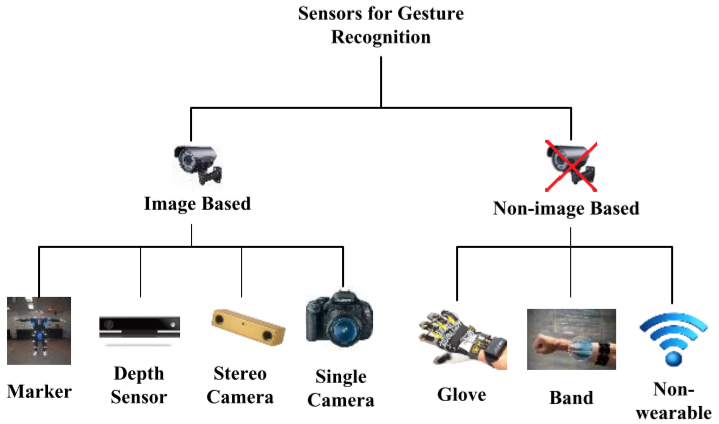 Sensors for Gesture
Recognition
Image Based
Non-image Based
Marker
Depth
Sensor
Stereo
Camera
Single
Camera
Glove
Band
Non-
wearable